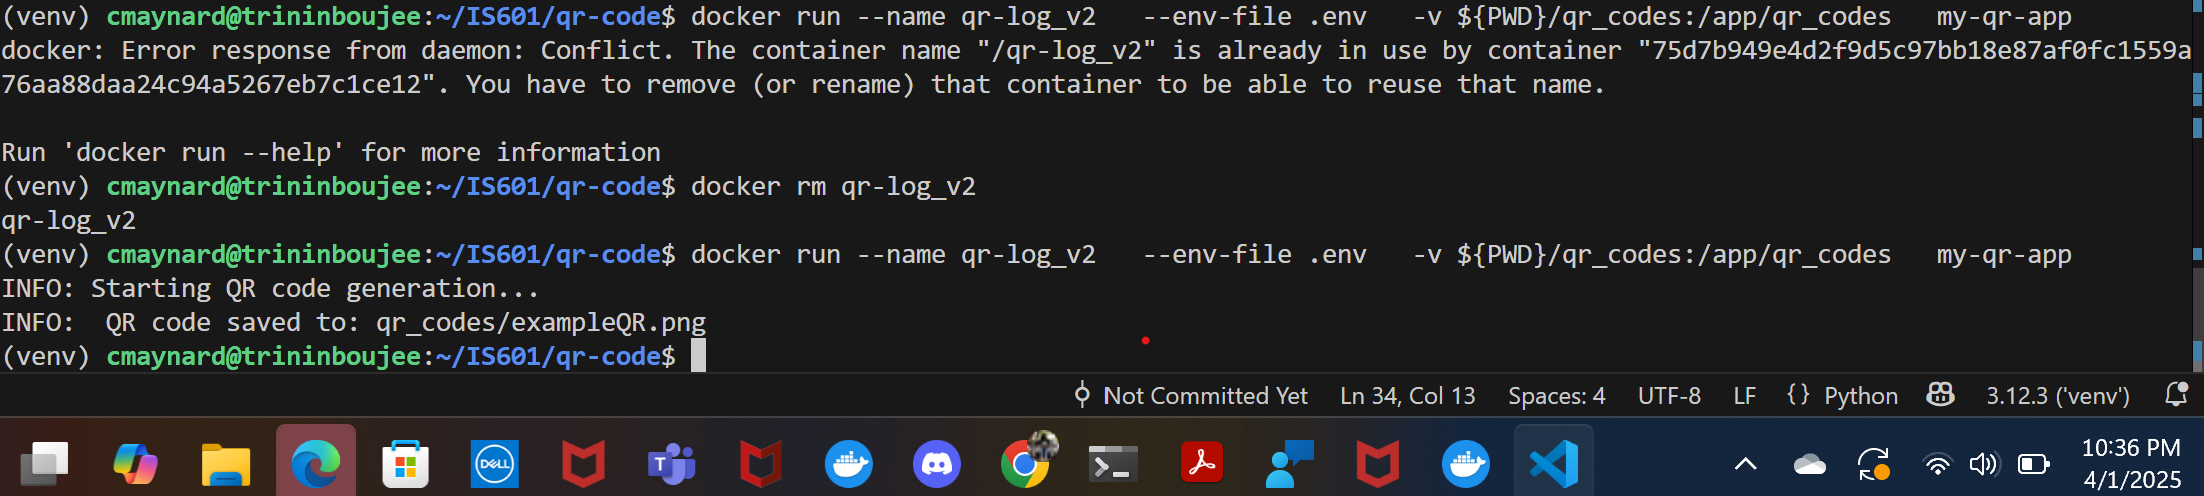 (venv) cmaynard@trininboujee:~/IS601/qr-code$ docker run --name qr-log_v2   --env-file .env   -v ${PWD}/qr_codes:/app/qr_codes   my-qr-app
docker: Error response from daemon: Conflict. The container name "/qr-log_v2" is already in use by container "75d7b949e4d2f9d5c97bb18e87af0fc1559a
76aa88daa24c94a5267eb7c1ce12". You have to remove (or rename) that container to be able to reuse that name.
Run 'docker run --help' for more information
(venv) cmaynard@trininboujee:~/IS601/qr-code$ docker rm qr-log_v2
qr-log_v2
(venv) cmaynard@trininboujee:~/IS601/qr-code$ docker run --name qr-log_v2   --env-file .env   -v ${PWD}/qr_codes:/app/qr_codes   my-qr-app
INFO: Starting QR code generation...
INFO:  QR code saved to: qr_codes/exampleQR.png
(venv) cmaynard@trininboujee:~/IS601/qr-code$
Not Committed Yet   Ln 34, Col 13   Spaces: 4   UTF-8   LF   {} Python   3.12.3 ('venv')
DELL
T
10:36 PM
4/1/2025